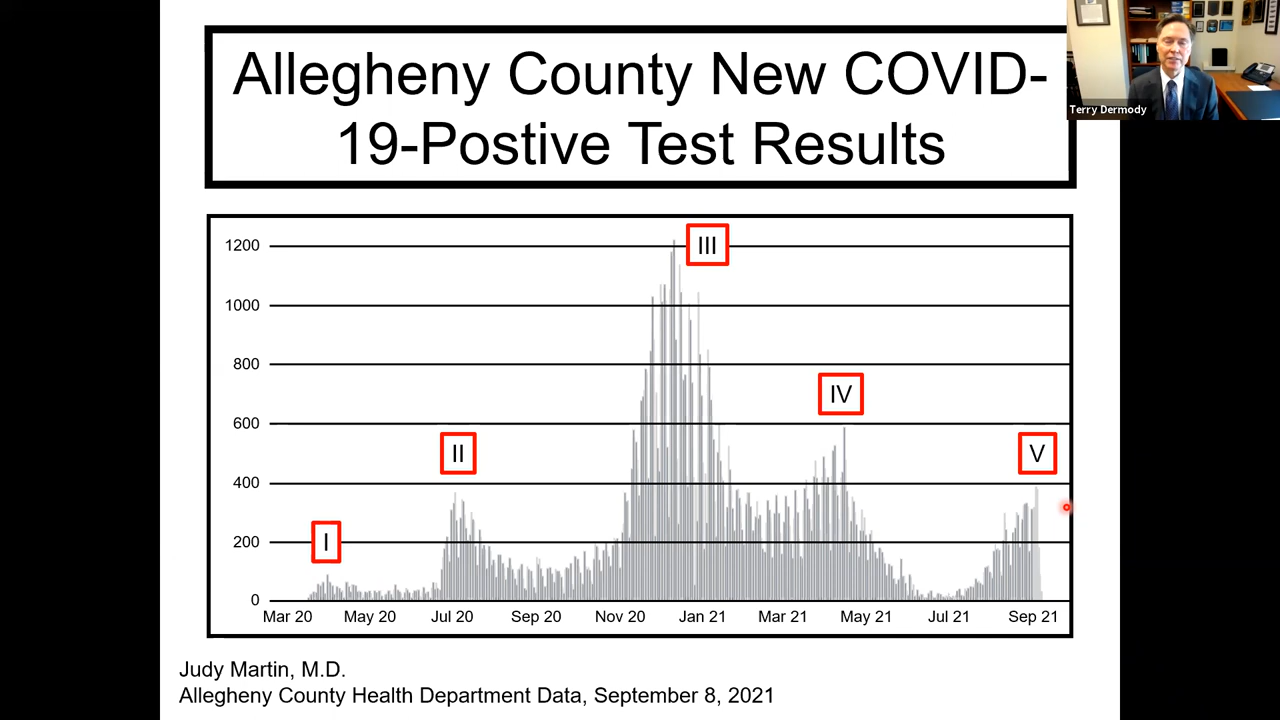 Allegheny County New COVID-
19-Postive Test Results
Terry Dermody
1200
1000
800
600
400
200
0
I
II
III
IV
V
Mar 20 May 20 Jul 20 Sep 20 Nov 20 Jan 21 Mar 21 May 21 Jul 21 Sep 21
Judy Martin, M.D.
Allegheny County Health Department Data, September 8, 2021